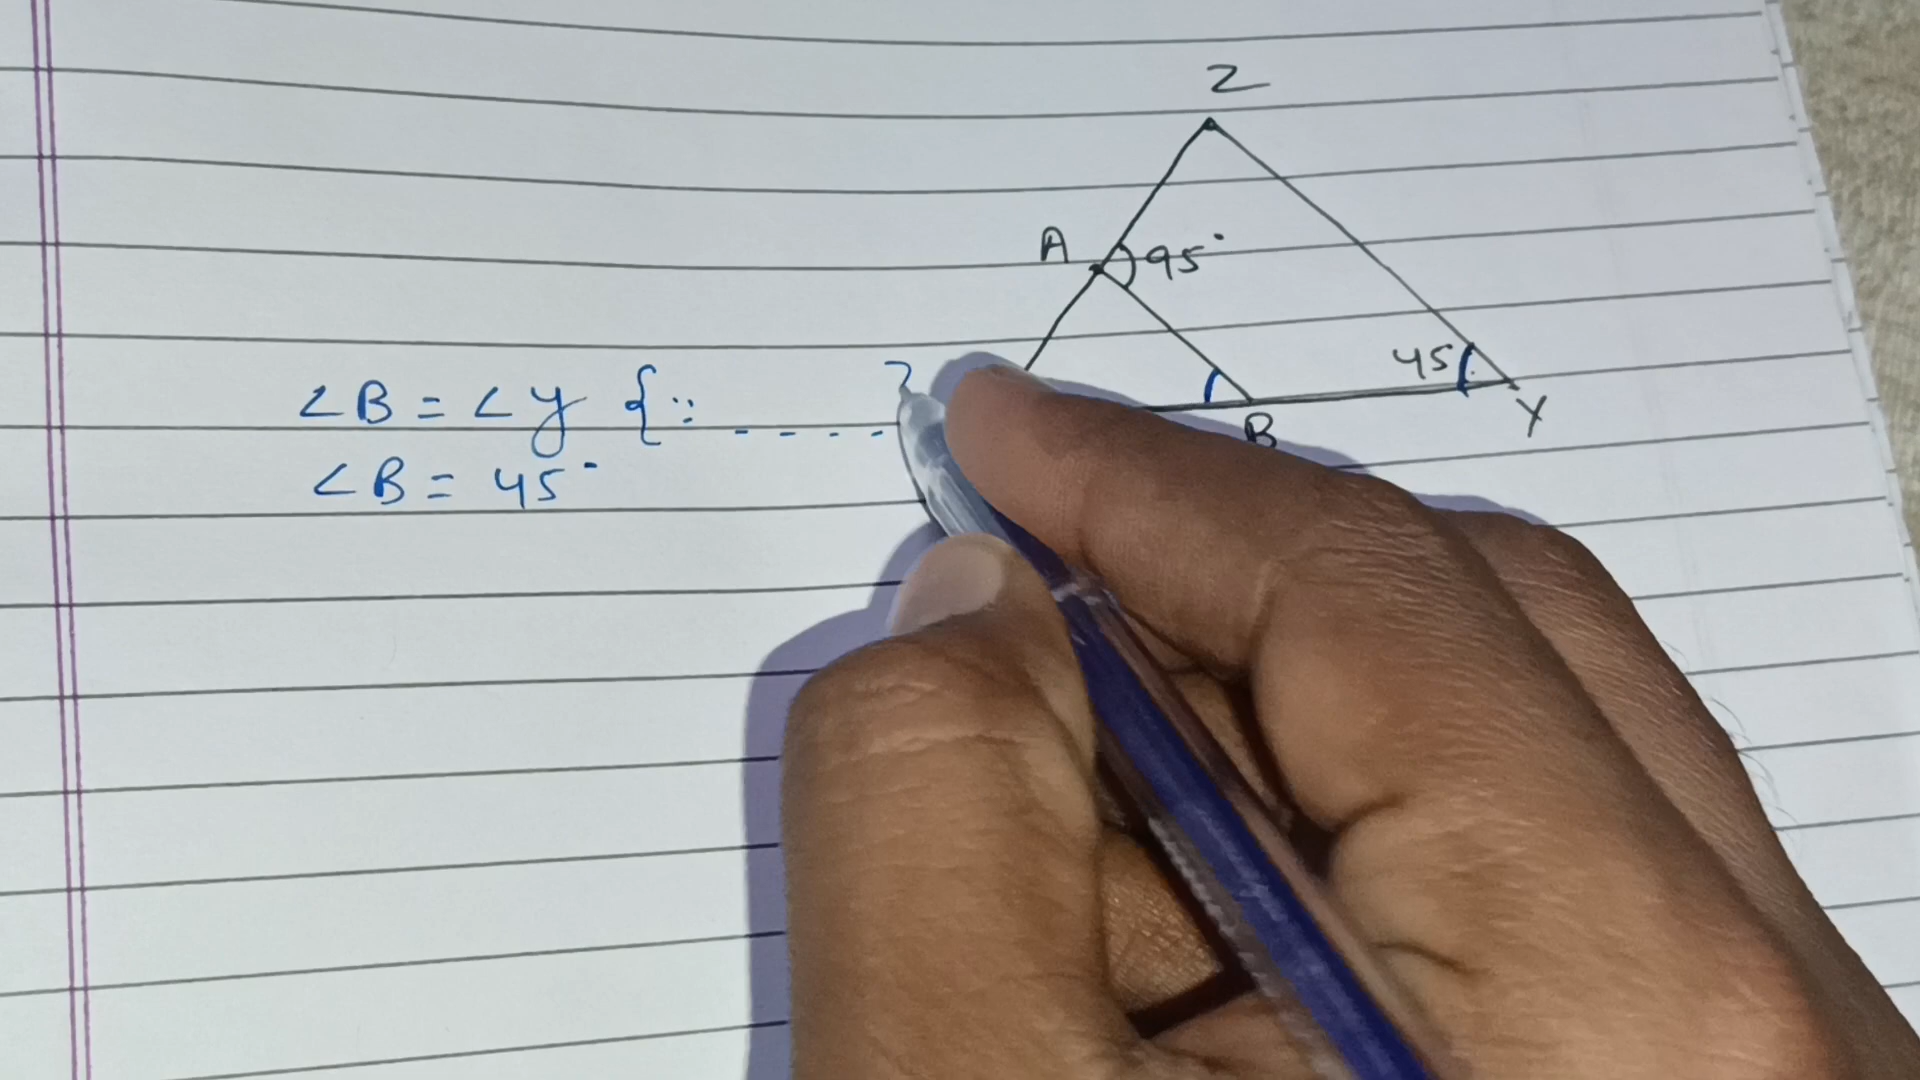 Z
A 95°
45
B Y
∠B = ∠y {∵ - - - - }
∠B = 45°